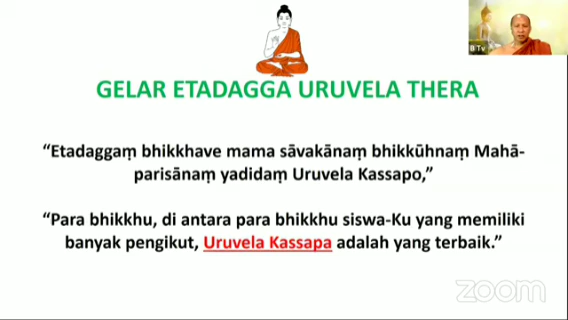 B Tv
GELAR ETADAGGA URUVELA THERA
“Etadaggaṃ bhikkhave mama sāvakānaṃ bhikkūhnaṃ Mahā-
parisānaṃ yadidaṃ Uruvela Kassapo,”
“Para bhikkhu, di antara para bhikkhu siswa-Ku yang memiliki
banyak pengikut, Uruvela Kassapa adalah yang terbaik.”
zoom